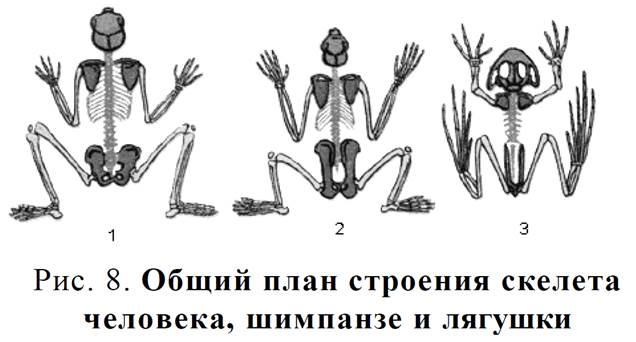 1 2 3
Рис. 8. Общий план строения скелета
человека, шимпанзе и лягушки